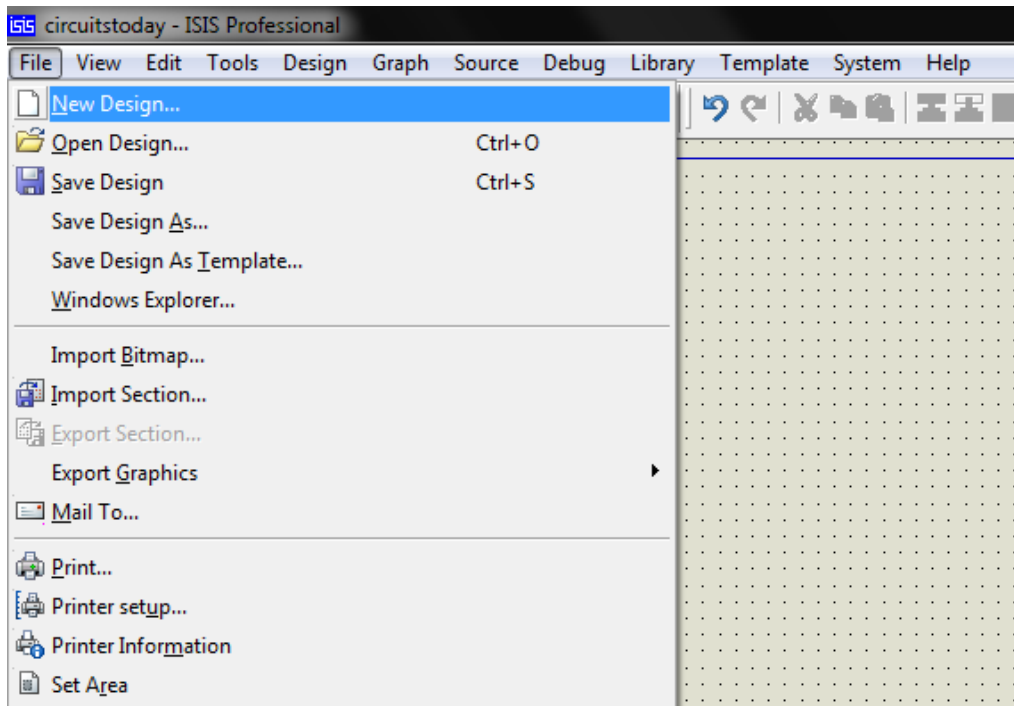 isis circuitstoday - ISIS Professional
File View Edit Tools Design Graph Source Debug Library Template System Help
New Design...
Open Design... Ctrl+O
Save Design Ctrl+S
Save Design As...
Save Design As Template...
Windows Explorer...
Import Bitmap...
Import Section...
Export Section...
Export Graphics
Mail To...
Print...
Printer setup...
Printer Information
Set Area